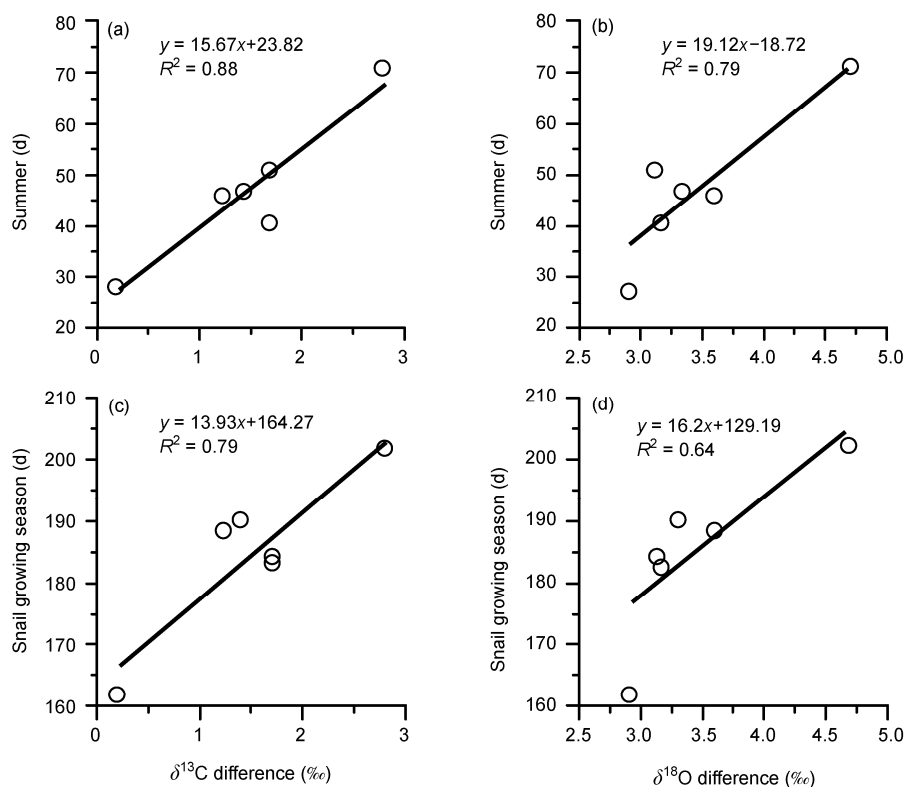 (a)
y = 15.67x+23.82
R² = 0.88
Summer (d)
80
70
60
50
40
30
20
0
1
2
3
(b)
y = 19.12x−18.72
R² = 0.79
Summer (d)
80
70
60
50
40
30
20
2.5
3.0
3.5
4.0
4.5
5.0
(c)
y = 13.93x+164.27
R² = 0.79
Snail growing season (d)
210
200
190
180
170
160
0
1
2
3
δ¹³C difference (‰)
(d)
y = 16.2x+129.19
R² = 0.64
Snail growing season (d)
210
200
190
180
170
160
2.5
3.0
3.5
4.0
4.5
5.0
δ¹⁸O difference (‰)